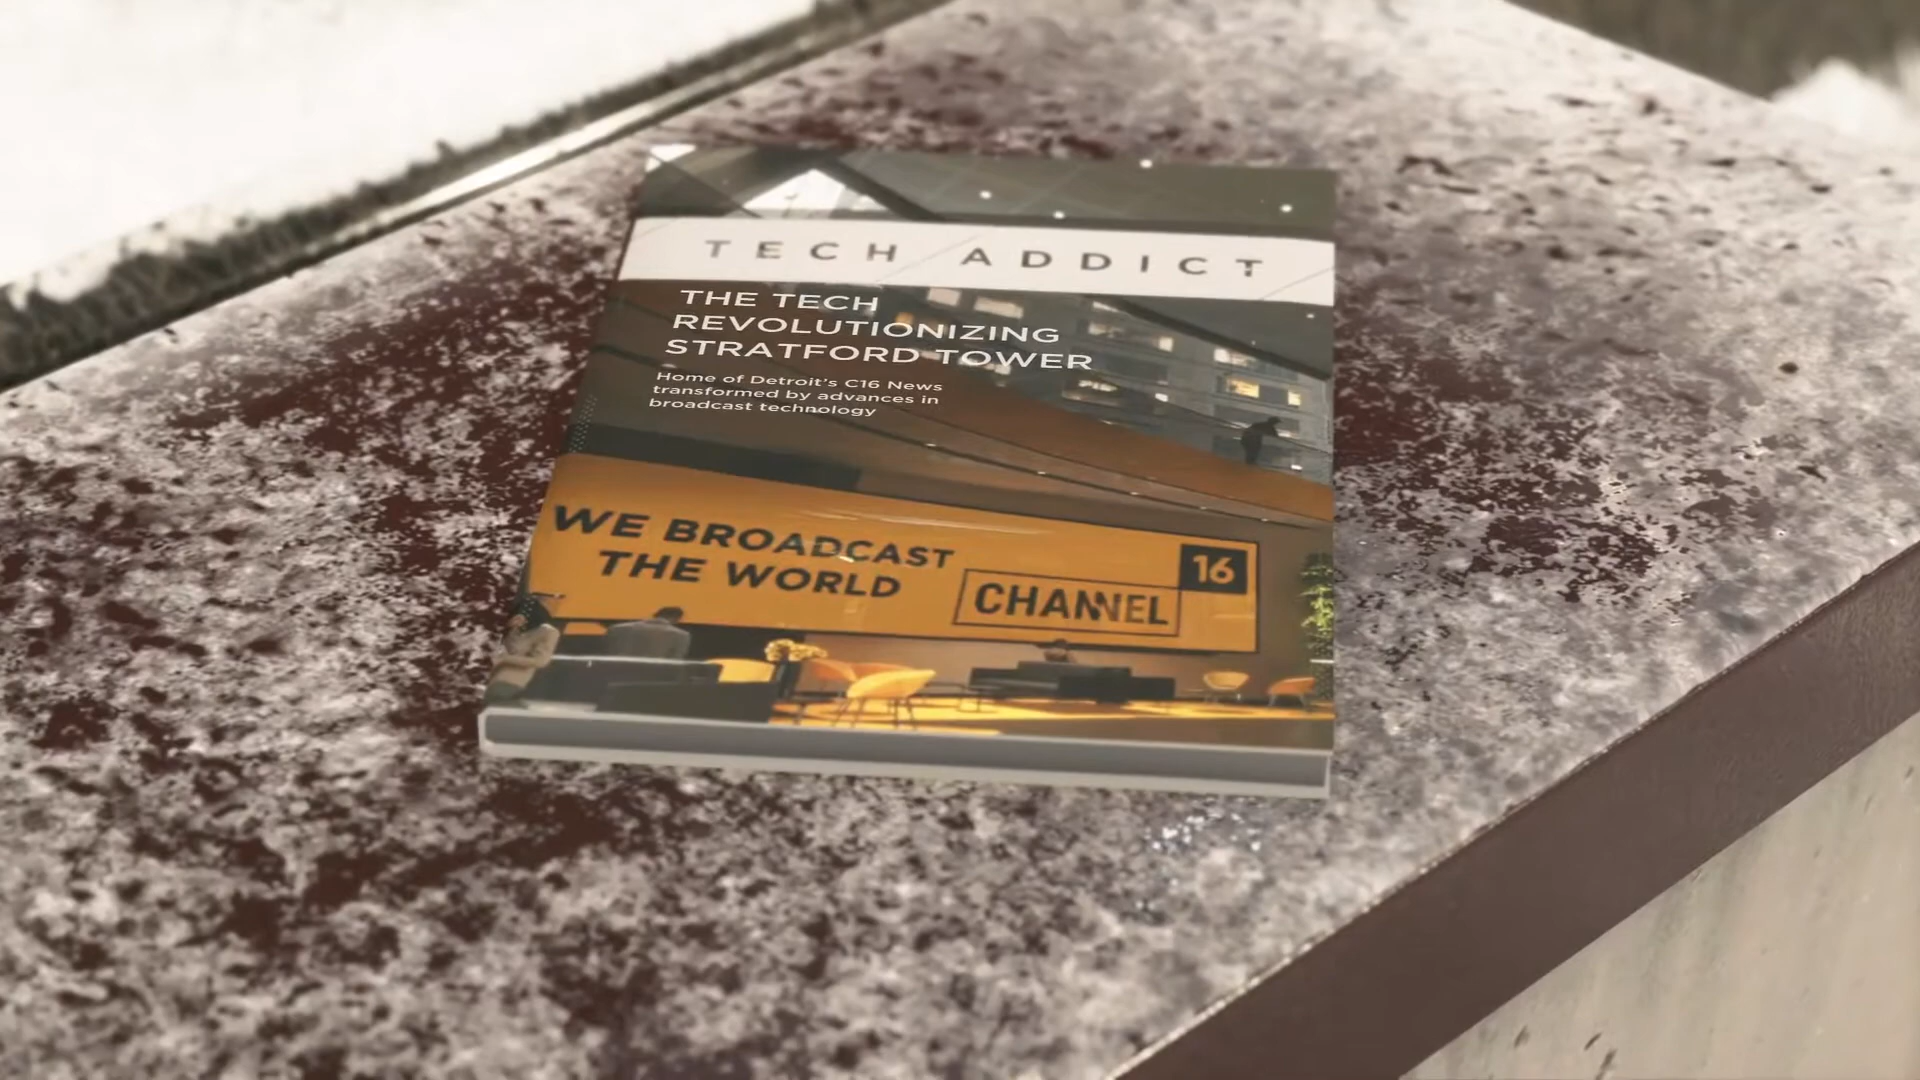 TECH ADDICT
THE TECH
REVOLUTIONIZING
STRATFORD TOWER
Home of Detroit's C16 News
transformed by advances in
broadcast technology
WE BROADCAST
THE WORLD
16
CHANNEL